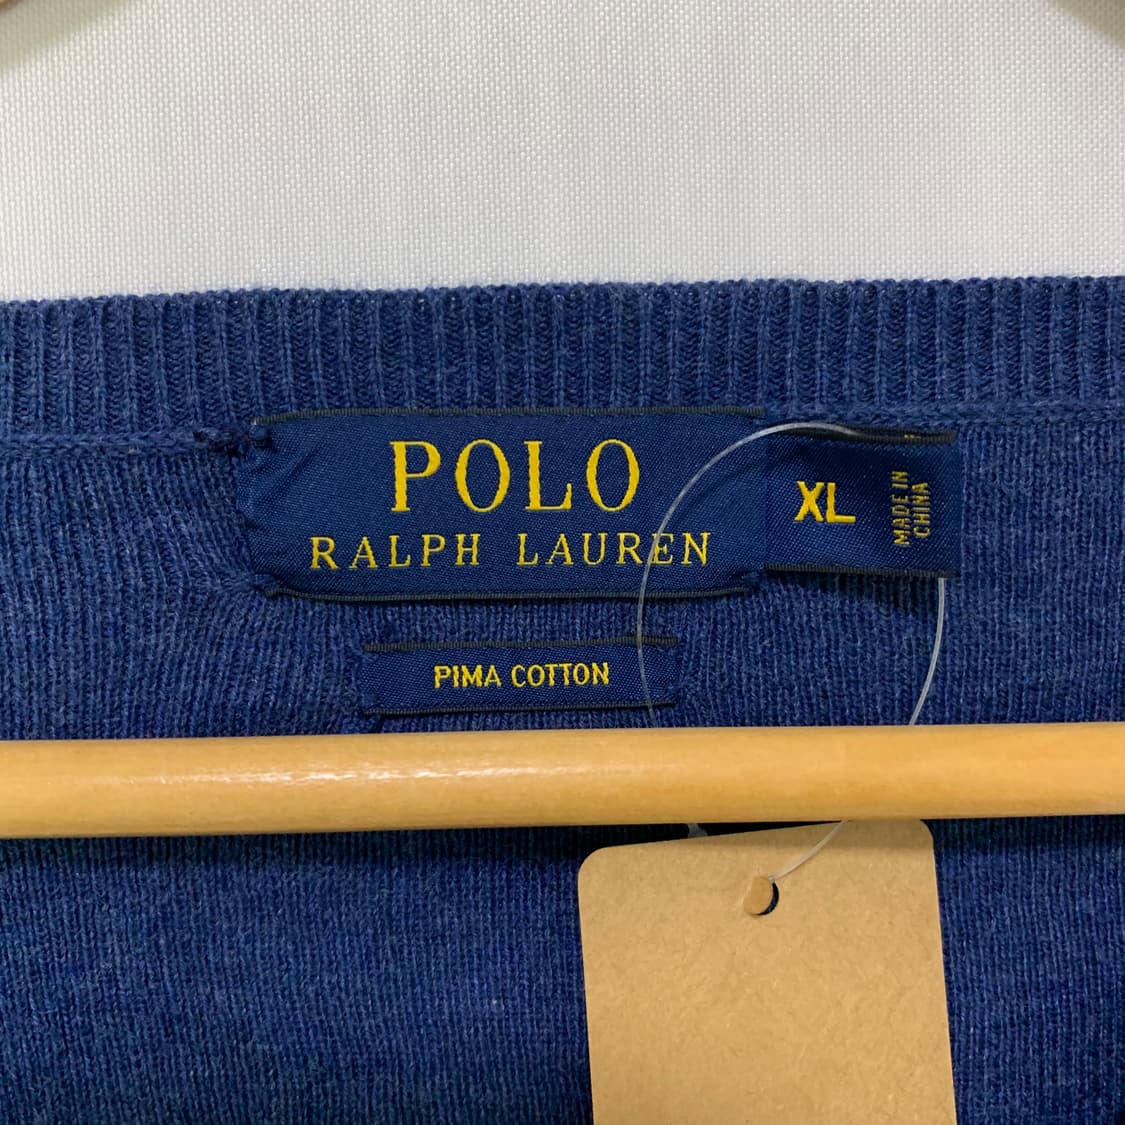 POLO
RALPH LAUREN
XL
MADE IN
CHINA
PIMA COTTON